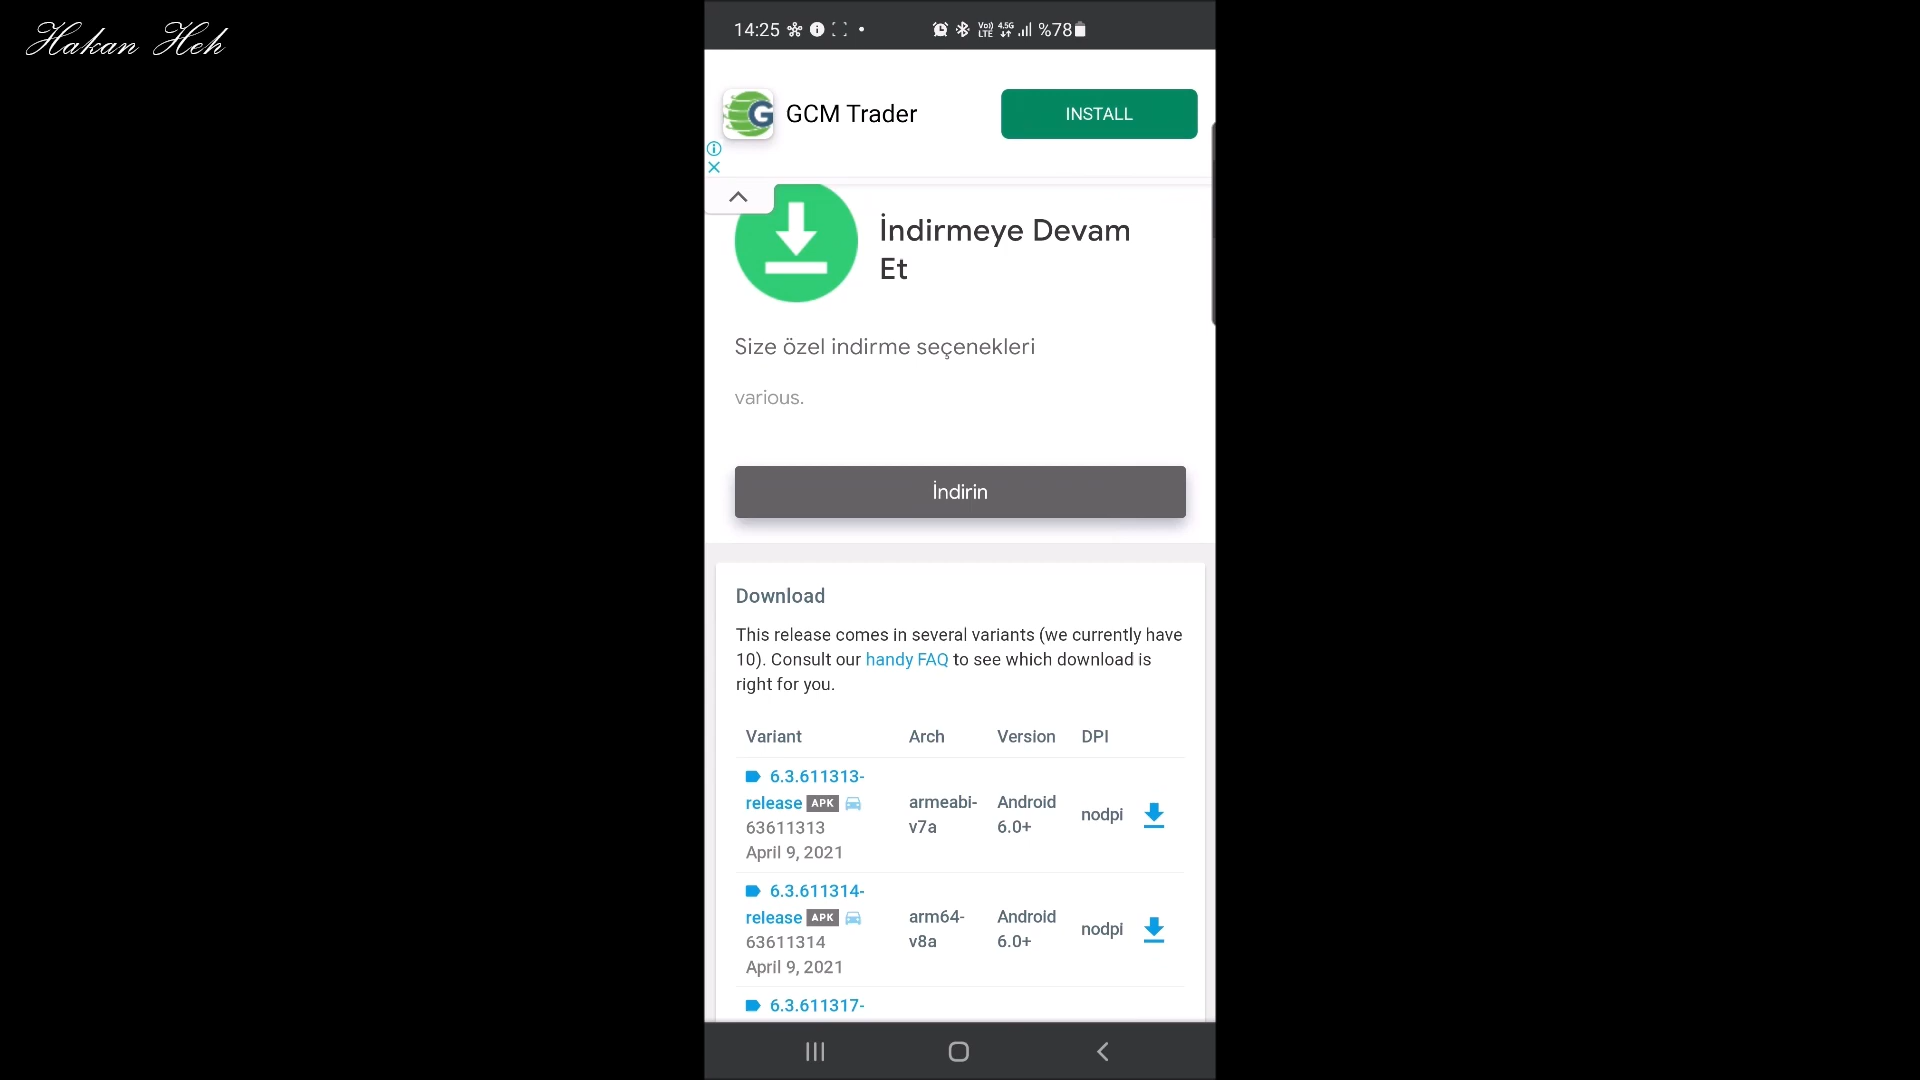 Hakan Heh
14:25 Vo)) LTE 4.5G %78
GCM Trader
INSTALL
İndirmeye Devam
Et
Size özel indirme seçenekleri
various.
İndirin
Download
This release comes in several variants (we currently have
10). Consult our handy FAQ to see which download is
right for you.
Variant Arch Version DPI
6.3.611313-
release APK
63611313
April 9, 2021
armeabi-
v7a
Android
6.0+
nodpi
6.3.611314-
release APK
63611314
April 9, 2021
arm64-
v8a
Android
6.0+
nodpi
6.3.611317-